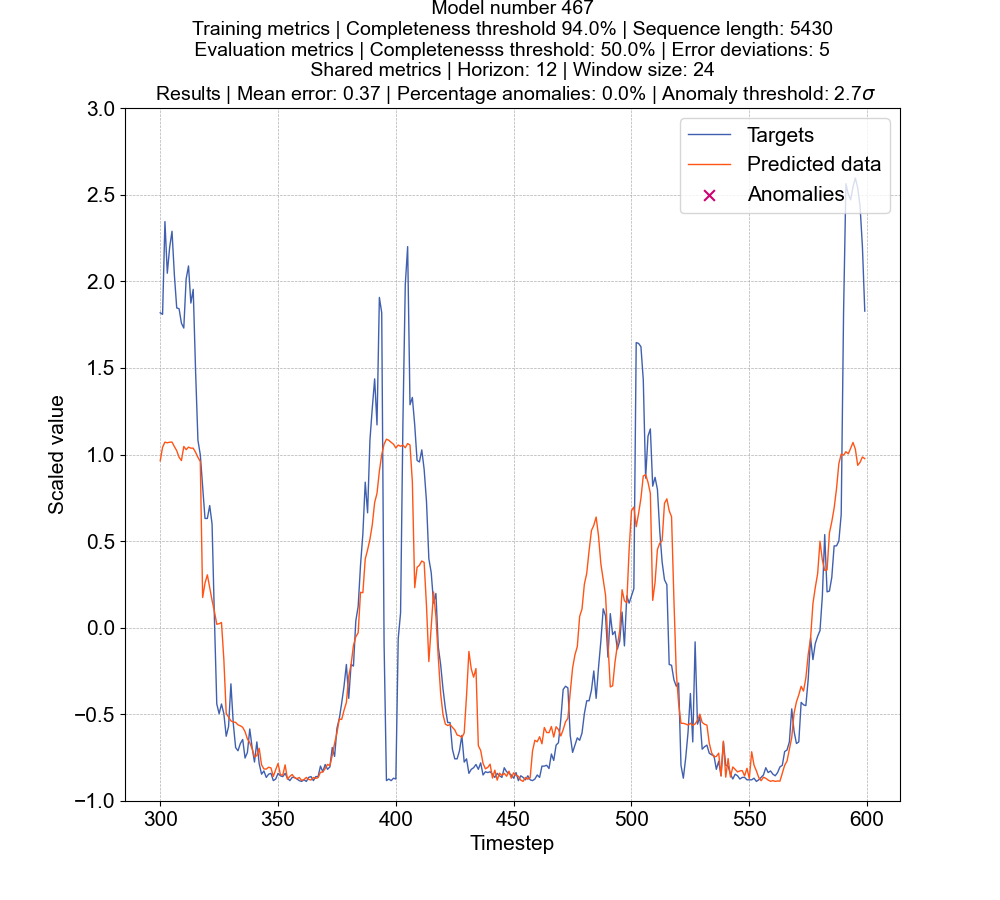 Model number 467
Training metrics | Completeness threshold 94.0% | Sequence length: 5430
Evaluation metrics | Completenesss threshold: 50.0% | Error deviations: 5
Shared metrics | Horizon: 12 | Window size: 24
Results | Mean error: 0.37 | Percentage anomalies: 0.0% | Anomaly threshold: 2.7σ
3.0
2.5
2.0
1.5
1.0
0.5
0.0
−0.5
−1.0
Scaled value
Targets
Predicted data
Anomalies
300 350 400 450 500 550 600
Timestep